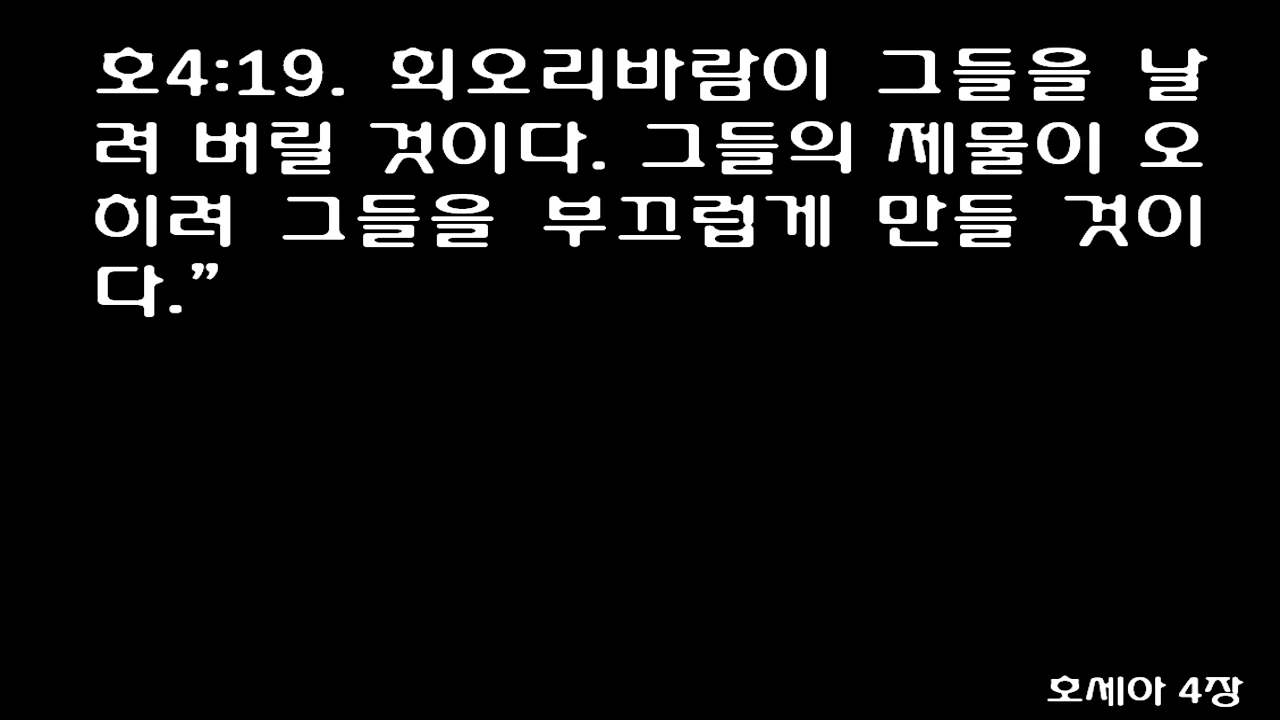 호4:19. 회오리바람이 그들을 날
려 버릴 것이다. 그들의 제물이 오
히려 그들을 부끄럽게 만들 것이
다.”
호세아 4장